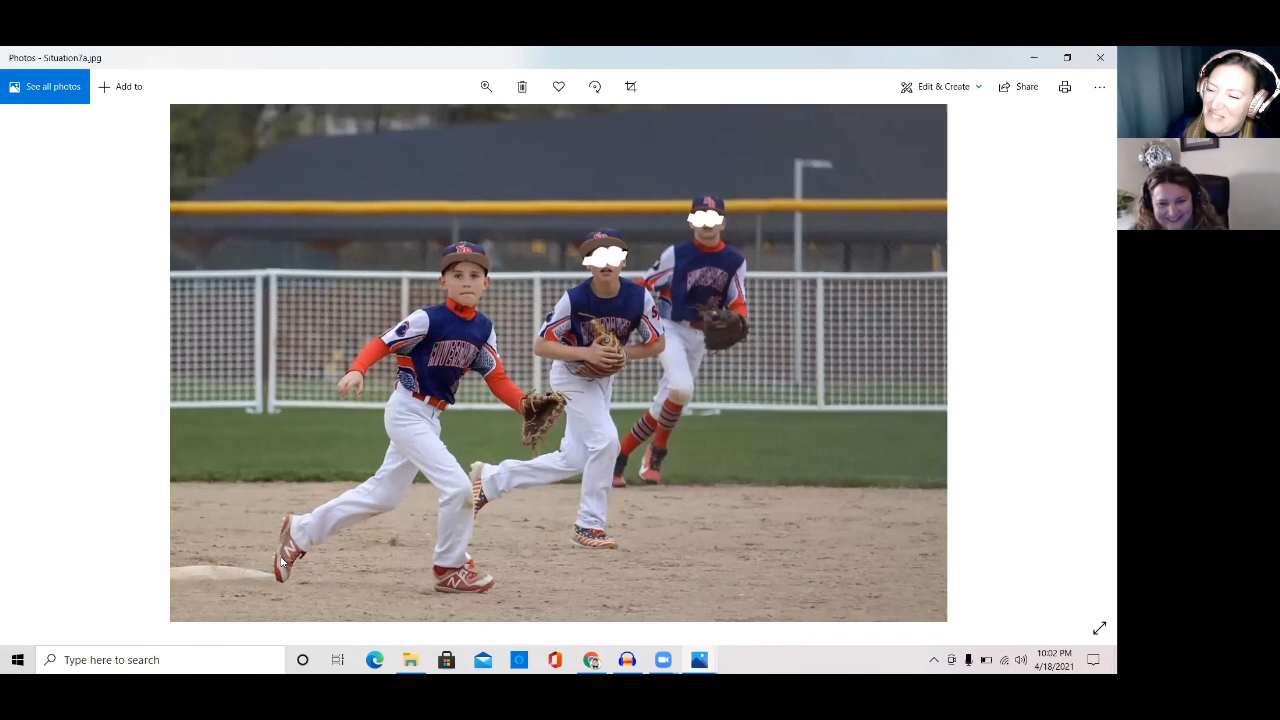 Photos - Situation7a.jpg
See all photos
Add to
Edit & Create
Share
Type here to search
10:02 PM
4/18/2021